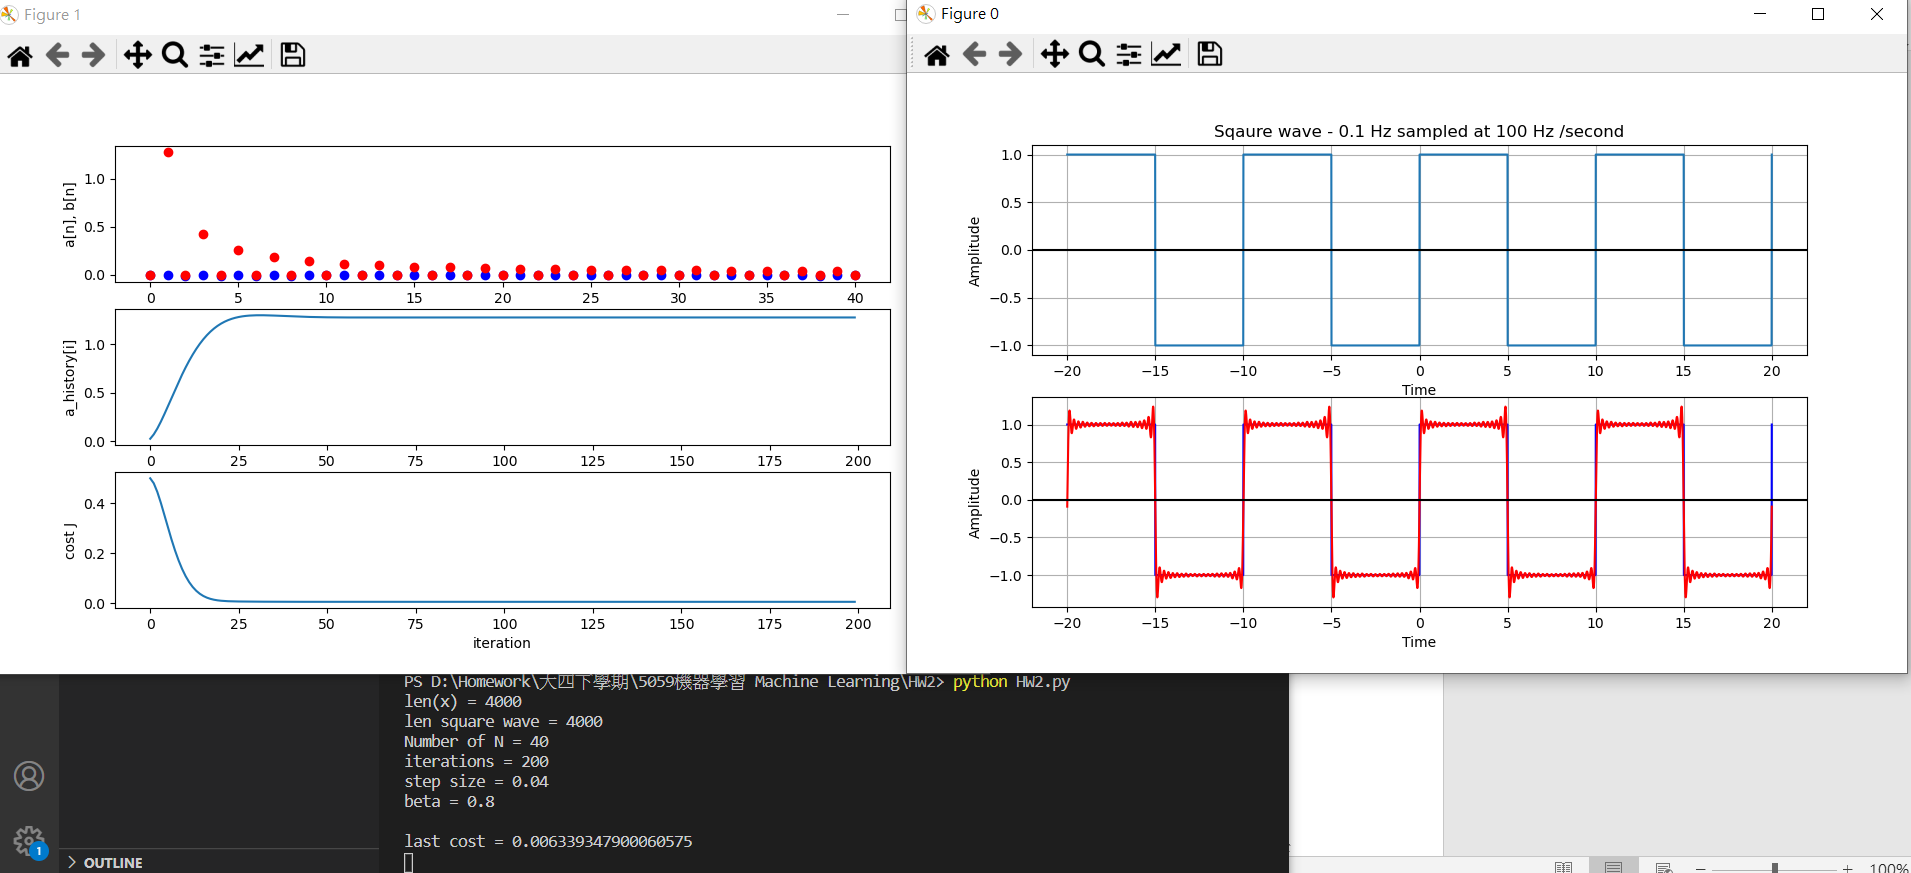 Figure 1
a[n], b[n]
1.0
0.5
0.0
0 5 10 15 20 25 30 35 40
a_history[i]
1.0
0.5
0.0
0 25 50 75 100 125 150 175 200
cost J
0.4
0.2
0.0
0 25 50 75 100 125 150 175 200
iteration
Figure 0
Sqaure wave - 0.1 Hz sampled at 100 Hz /second
Amplitude
1.0
0.5
0.0
−0.5
−1.0
−20 −15 −10 −5 0 5 10 15 20
Time
Amplitude
1.0
0.5
0.0
−0.5
−1.0
−20 −15 −10 −5 0 5 10 15 20
Time
PS D:\Homework\大四下學期\5059機器學習 Machine Learning\HW2> python HW2.py
len(x) = 4000
len square wave = 4000
Number of N = 40
iterations = 200
step size = 0.04
beta = 0.8
last cost = 0.006339347900060575
1
OUTLINE
100%